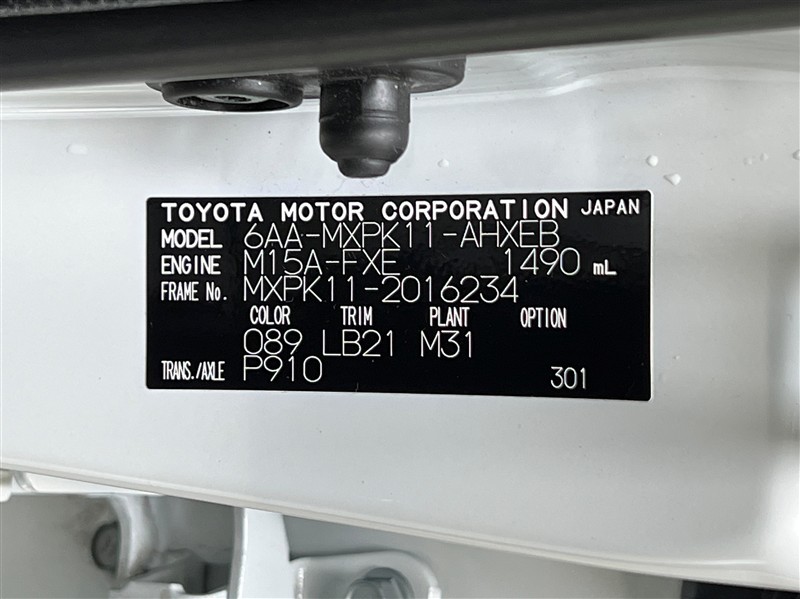 TOYOTA MOTOR CORPORATION JAPAN
MODEL 6AA-MXPK11-AHXEB
ENGINE M15A-FXE 1490 mL
FRAME No. MXPK11-2016234
COLOR TRIM PLANT OPTION
089 LB21 M31
TRANS./AXLE P910 301